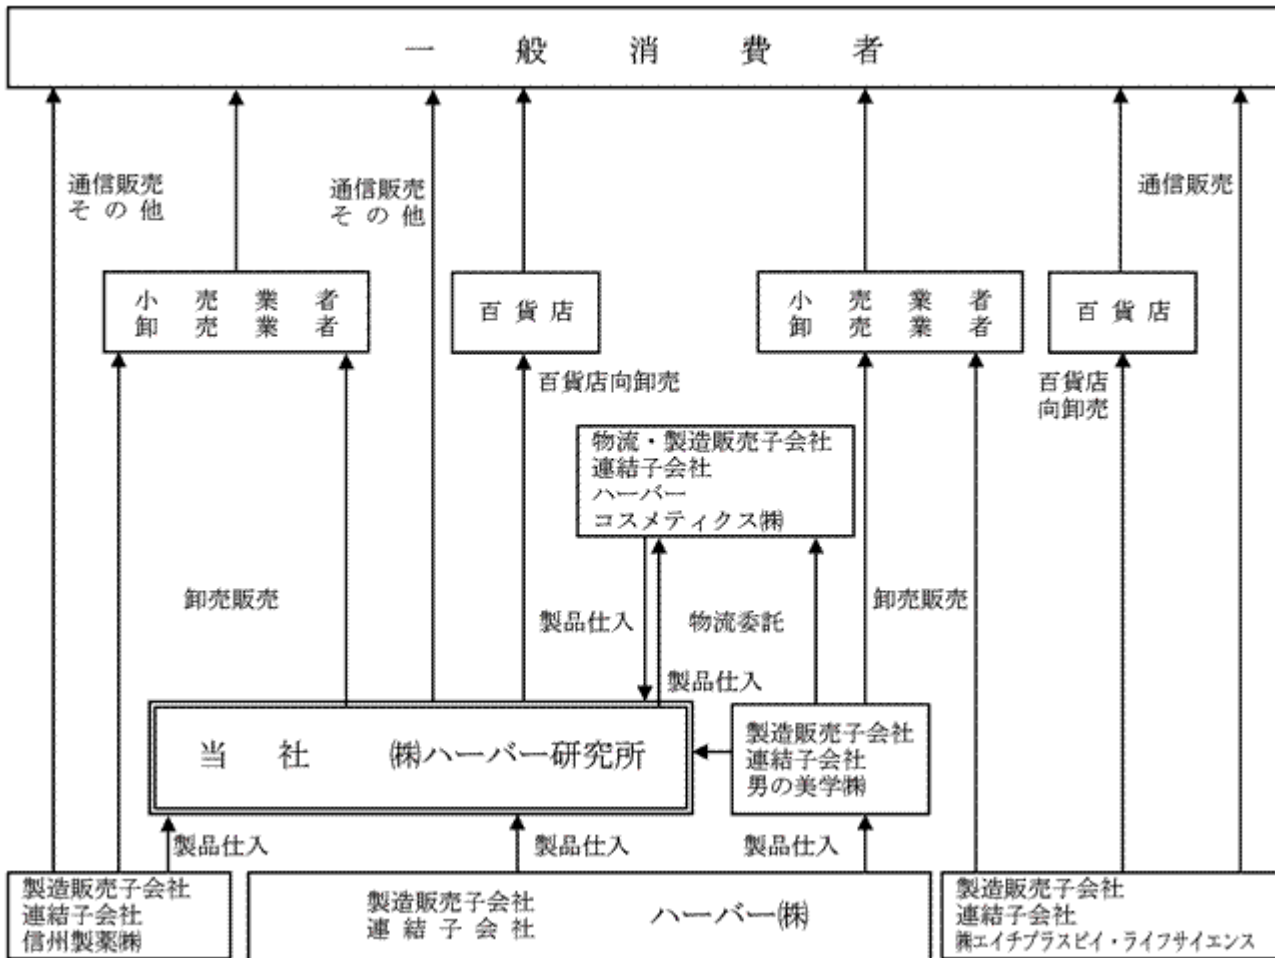 一般消費者
通信販売
その他
通信販売
その他
通信販売
小売業者
卸売業者
百貨店
小売業者
卸売業者
百貨店
百貨店向卸売
百貨店
向卸売
物流・製造販売子会社
連結子会社
ハーバー
コスメティクス㈱
卸売販売
製品仕入
物流委託
卸売販売
製品仕入
当社 ㈱ハーバー研究所
製造販売子会社
連結子会社
男の美学㈱
製品仕入
製品仕入
製品仕入
製造販売子会社
連結子会社
信州製薬㈱
製造販売子会社
連結子会社
ハーバー㈱
製造販売子会社
連結子会社
㈱エイチプラスビイ・ライフサイエンス